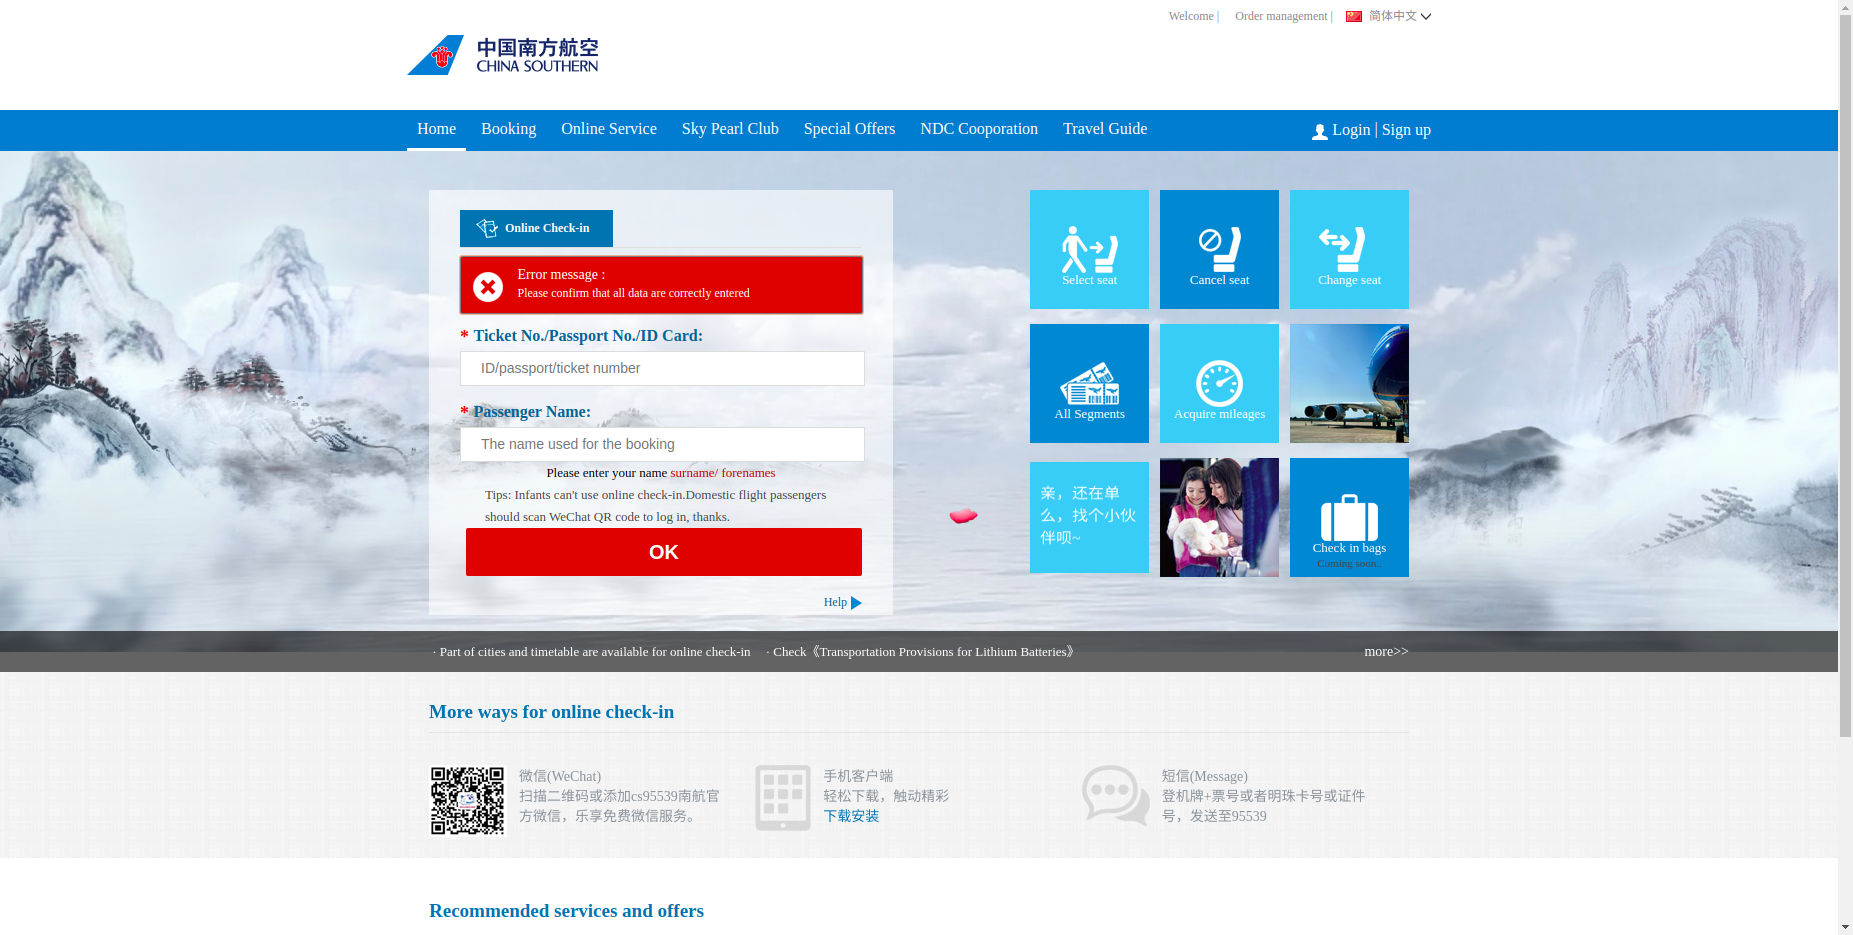 Welcome |
Order management |
简体中文
中国南方航空
CHINA SOUTHERN
Home
Booking
Online Service
Sky Pearl Club
Special Offers
NDC Cooporation
Travel Guide
Login | Sign up
Online Check-in
Error message :
Please confirm that all data are correctly entered
* Ticket No./Passport No./ID Card:
ID/passport/ticket number
* Passenger Name:
The name used for the booking
Please enter your name surname/ forenames
Tips: Infants can't use online check-in.Domestic flight passengers
should scan WeChat QR code to log in, thanks.
OK
Help
Select seat
Cancel seat
Change seat
All Segments
Acquire mileages
亲，还在单
么，找个小伙
伴呗~
Check in bags
Coming soon..
· Part of cities and timetable are available for online check-in
· Check《Transportation Provisions for Lithium Batteries》
more>>
More ways for online check-in
微信(WeChat)
扫描二维码或添加cs95539南航官
方微信，乐享免费微信服务。
手机客户端
轻松下载，触动精彩
下载安装
短信(Message)
登机牌+票号或者明珠卡号或证件
号，发送至95539
Recommended services and offers